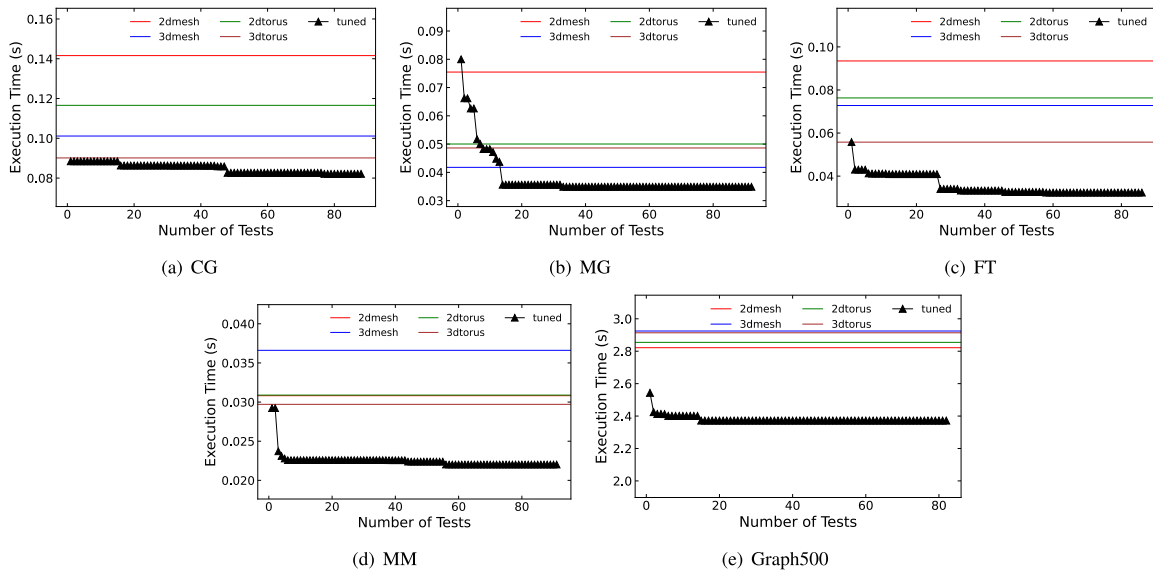 0.16
0.14
0.12
0.10
0.08
Execution Time (s)
2dmesh 2dtorus tuned
3dmesh 3dtorus
0 20 40 60 80
Number of Tests
(a) CG
0.09
0.08
0.07
0.06
0.05
0.04
0.03
Execution Time (s)
2dmesh 2dtorus tuned
3dmesh 3dtorus
0 20 40 60 80
Number of Tests
(b) MG
0.10
0.08
0.06
0.04
Execution Time (s)
2dmesh 2dtorus tuned
3dmesh 3dtorus
0 20 40 60 80
Number of Tests
(c) FT
0.040
0.035
0.030
0.025
0.020
Execution Time (s)
2dmesh 2dtorus tuned
3dmesh 3dtorus
0 20 40 60 80
Number of Tests
(d) MM
3.0
2.8
2.6
2.4
2.2
2.0
Execution Time (s)
2dmesh 2dtorus tuned
3dmesh 3dtorus
0 20 40 60 80
Number of Tests
(e) Graph500